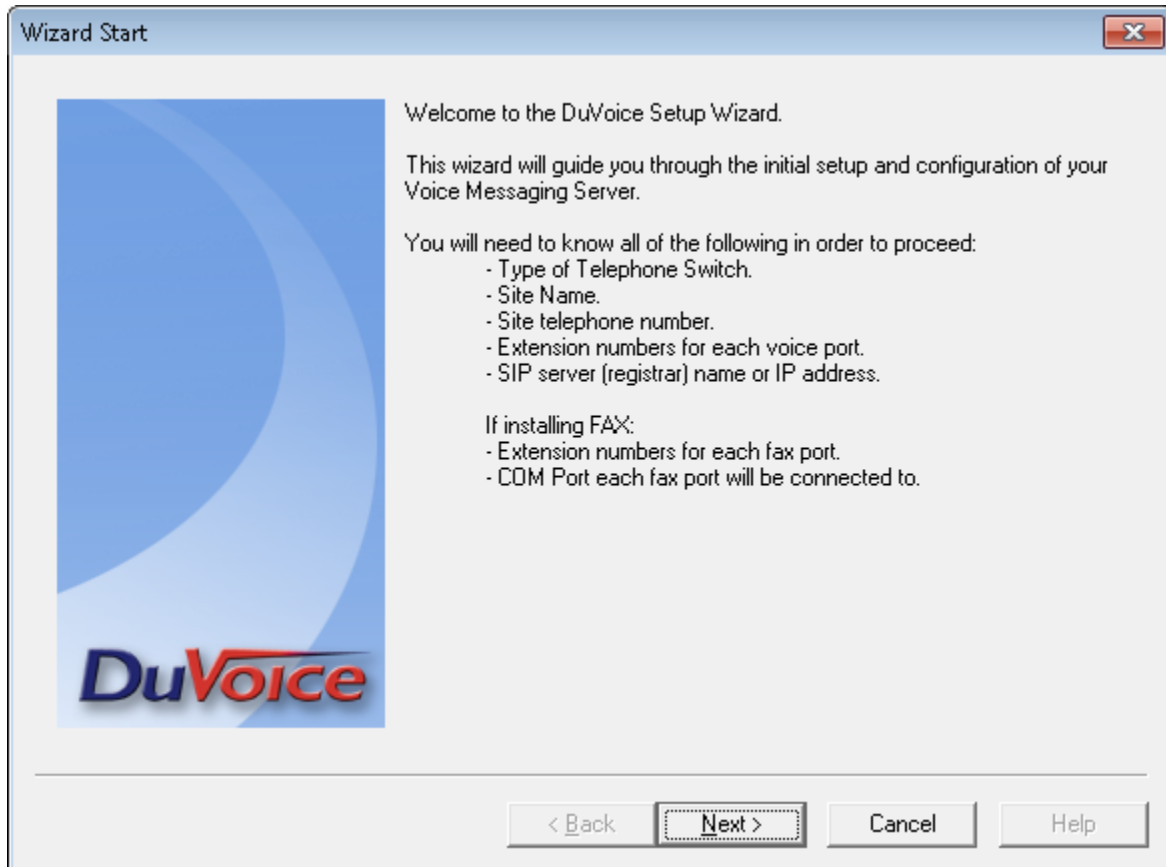 Wizard Start
Welcome to the DuVoice Setup Wizard.
This wizard will guide you through the initial setup and configuration of your
Voice Messaging Server.
You will need to know all of the following in order to proceed:
- Type of Telephone Switch.
- Site Name.
- Site telephone number.
- Extension numbers for each voice port.
- SIP server (registrar) name or IP address.
If installing FAX:
- Extension numbers for each fax port.
- COM Port each fax port will be connected to.
DuVoice
< Back
Next >
Cancel
Help